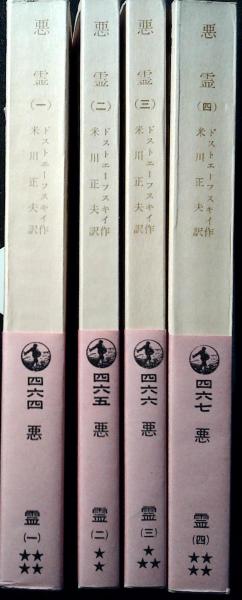 悪霊(一)
ドストエーフスキイ作
米川正夫訳
四六四 悪霊(一)
★★★★
悪霊(二)
ドストエーフスキイ作
米川正夫訳
四六五 悪霊(二)
★★
悪霊(三)
ドストエーフスキイ作
米川正夫訳
四六六 悪霊(三)
★★★
悪霊(四)
ドストエーフスキイ作
米川正夫訳
四六七 悪霊(四)
★★★★